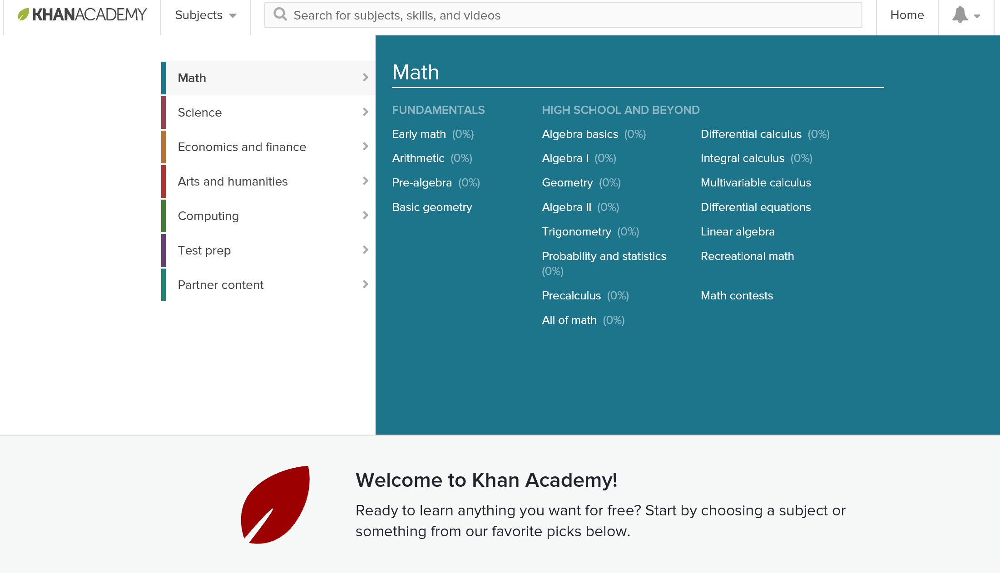 KHANACADEMY
Subjects
Search for subjects, skills, and videos
Home
Math
Science
Economics and finance
Arts and humanities
Computing
Test prep
Partner content
Math
FUNDAMENTALS
Early math (0%)
Arithmetic (0%)
Pre-algebra (0%)
Basic geometry
HIGH SCHOOL AND BEYOND
Algebra basics (0%)
Algebra I (0%)
Geometry (0%)
Algebra II (0%)
Trigonometry (0%)
Probability and statistics
(0%)
Precalculus (0%)
All of math (0%)
Differential calculus (0%)
Integral calculus (0%)
Multivariable calculus
Differential equations
Linear algebra
Recreational math
Math contests
Welcome to Khan Academy!
Ready to learn anything you want for free? Start by choosing a subject or
something from our favorite picks below.